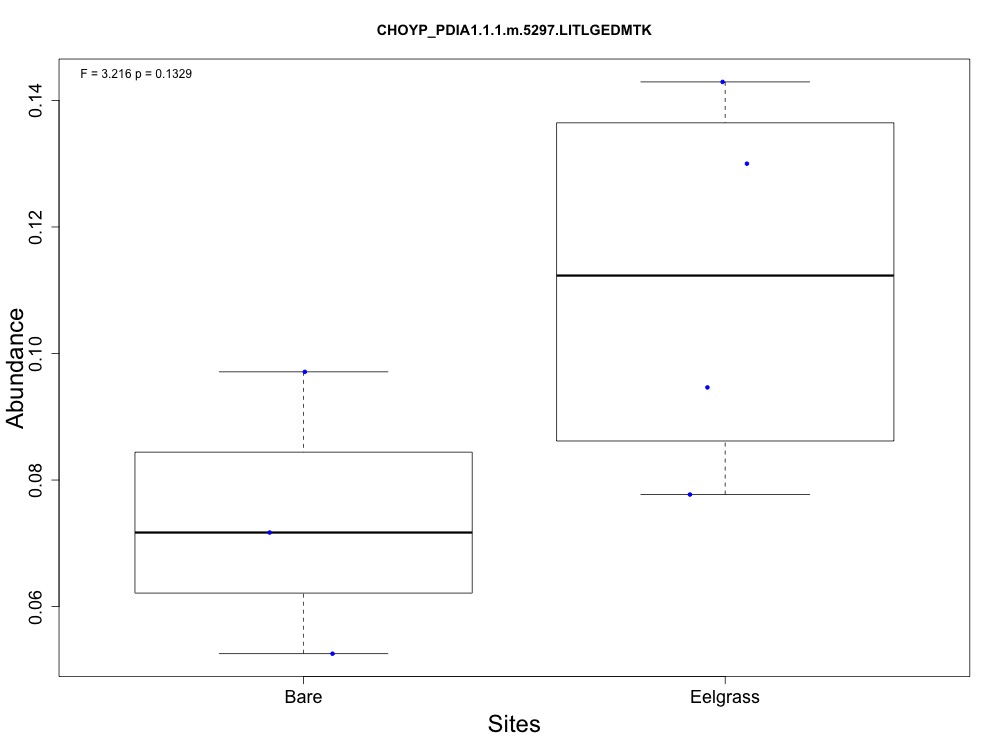 CHOYP_PDIA1.1.1.m.5297.LITLGEDMTK
F = 3.216 p = 0.1329
0.14
0.12
0.10
0.08
0.06
Abundance
Bare
Eelgrass
Sites